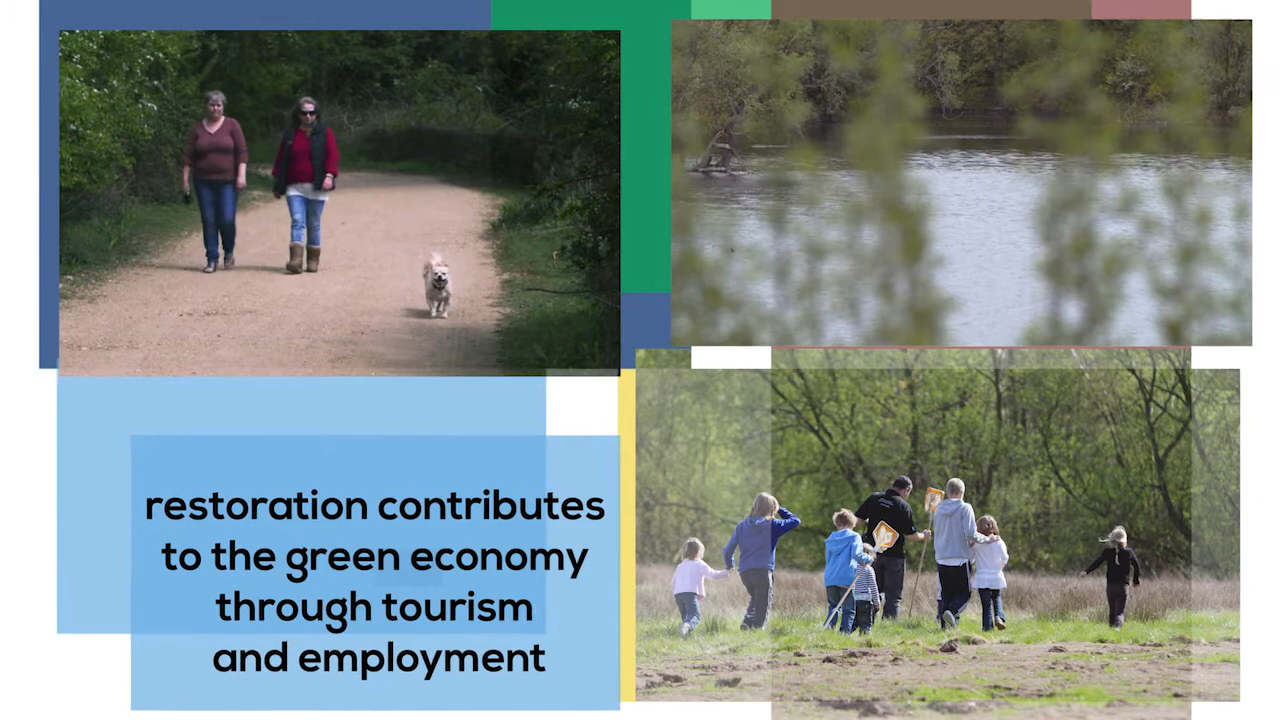 restoration contributes
to the green economy
through tourism
and employment